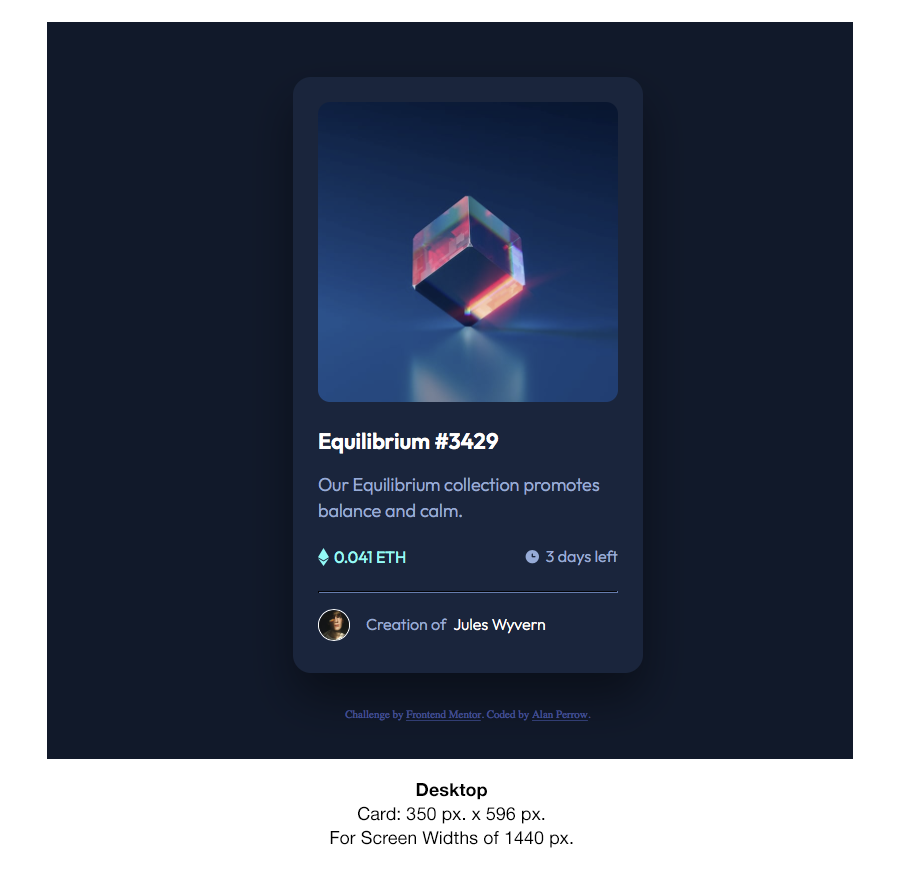 Equilibrium #3429
Our Equilibrium collection promotes
balance and calm.
0.041 ETH
3 days left
Creation of Jules Wyvern
Challenge by Frontend Mentor. Coded by Alan Perrow.
Desktop
Card: 350 px. x 596 px.
For Screen Widths of 1440 px.